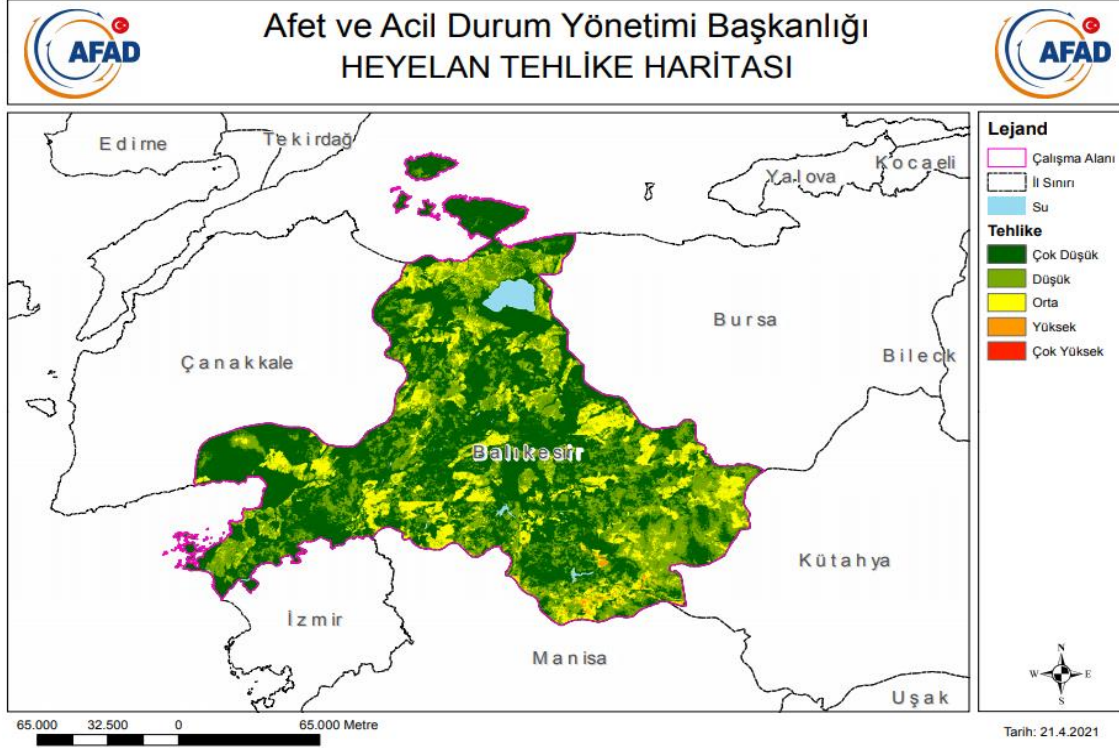 AFAD
Afet ve Acil Durum Yönetimi Başkanlığı
HEYELAN TEHLİKE HARİTASI
AFAD
Edirne
Tekirdağ
Yalova
Kocaeli
Çanakkale
Bursa
Bileck
Balıkesir
Kütahya
İzmir
Manisa
Uşak
Lejand
Çalışma Alanı
İl Sınırı
Su
Tehlike
Çok Düşük
Düşük
Orta
Yüksek
Çok Yüksek
N
W E
S
65.000 32.500 0 65.000 Metre
Tarih: 21.4.2021